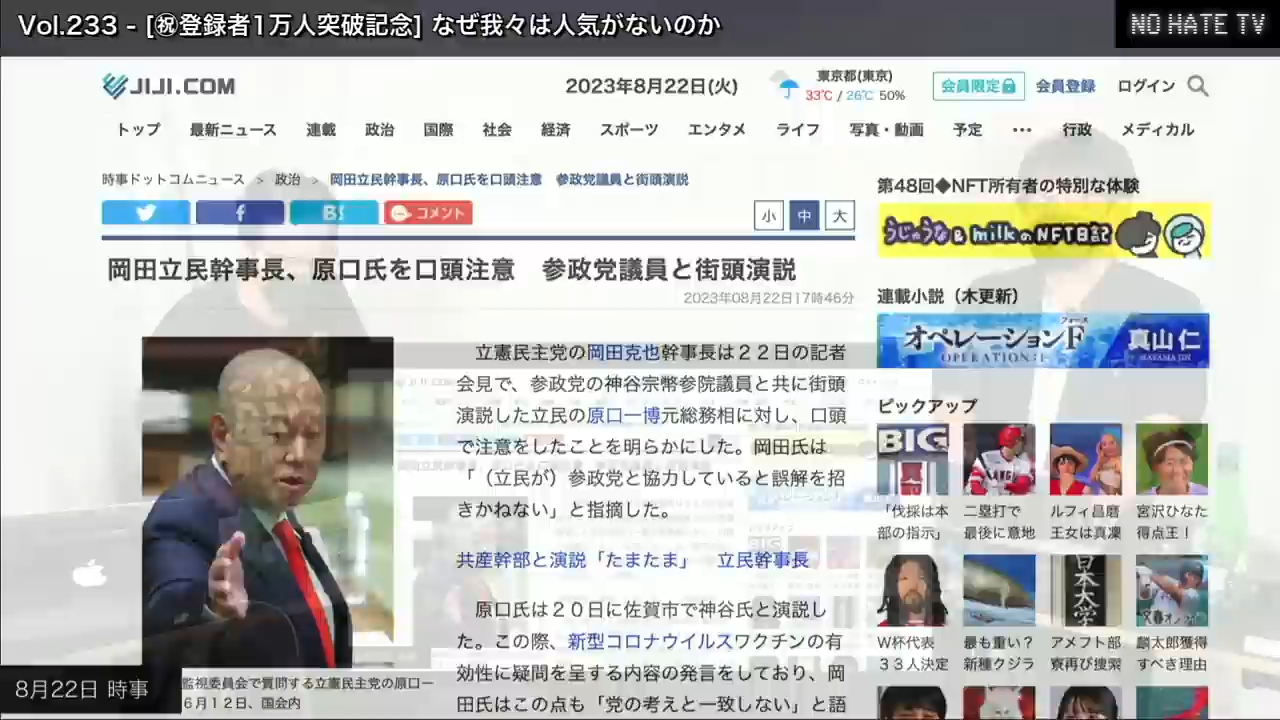 Vol.233 - [㊗登録者1万人突破記念] なぜ我々は人気がないのか
NO HATE TV
JIJI.COM
2023年8月22日(火)
東京都(東京)
33℃ / 26℃ 50%
会員限定
会員登録
ログイン
トップ 最新ニュース 連載 政治 国際 社会 経済 スポーツ エンタメ ライフ 写真・動画 予定 ••• 行政 メディカル
時事ドットコムニュース > 政治 > 岡田立民幹事長、原口氏を口頭注意 参政党議員と街頭演説
B!
コメント
小 中 大
岡田立民幹事長、原口氏を口頭注意 参政党議員と街頭演説
2023年08月22日17時46分
立憲民主党の岡田克也幹事長は２２日の記者
会見で、参政党の神谷宗幣参院議員と共に街頭
演説した立民の原口一博元総務相に対し、口頭
で注意をしたことを明らかにした。岡田氏は
「（立民が）参政党と協力していると誤解を招
きかねない」と指摘した。
共産幹部と演説「たまたま」 立民幹事長
原口氏は２０日に佐賀市で神谷氏と演説し
た。この際、新型コロナウイルスワクチンの有
効性に疑問を呈する内容の発言をしており、岡
田氏はこの点も「党の考えと一致しない」と語
監視委員会で質問する立憲民主党の原口一
６月１２日、国会内
8月22日 時事
第48回◆NFT所有者の特別な体験
うじゅうな&milkのNFT日記
連載小説（木更新）
オペレーションF
フォース
OPERATION:F
真山 仁
MAYAMA JIN
ピックアップ
BIG
「伐採は本
部の指示」
二塁打で
最後に意地
ルフィ昌磨
王女は真凜
宮沢ひなた
得点王！
日本大学
Ｗ杯代表
３３人決定
最も重い？
新種クジラ
アメフト部
寮再び捜索
麟太郎獲得
すべき理由